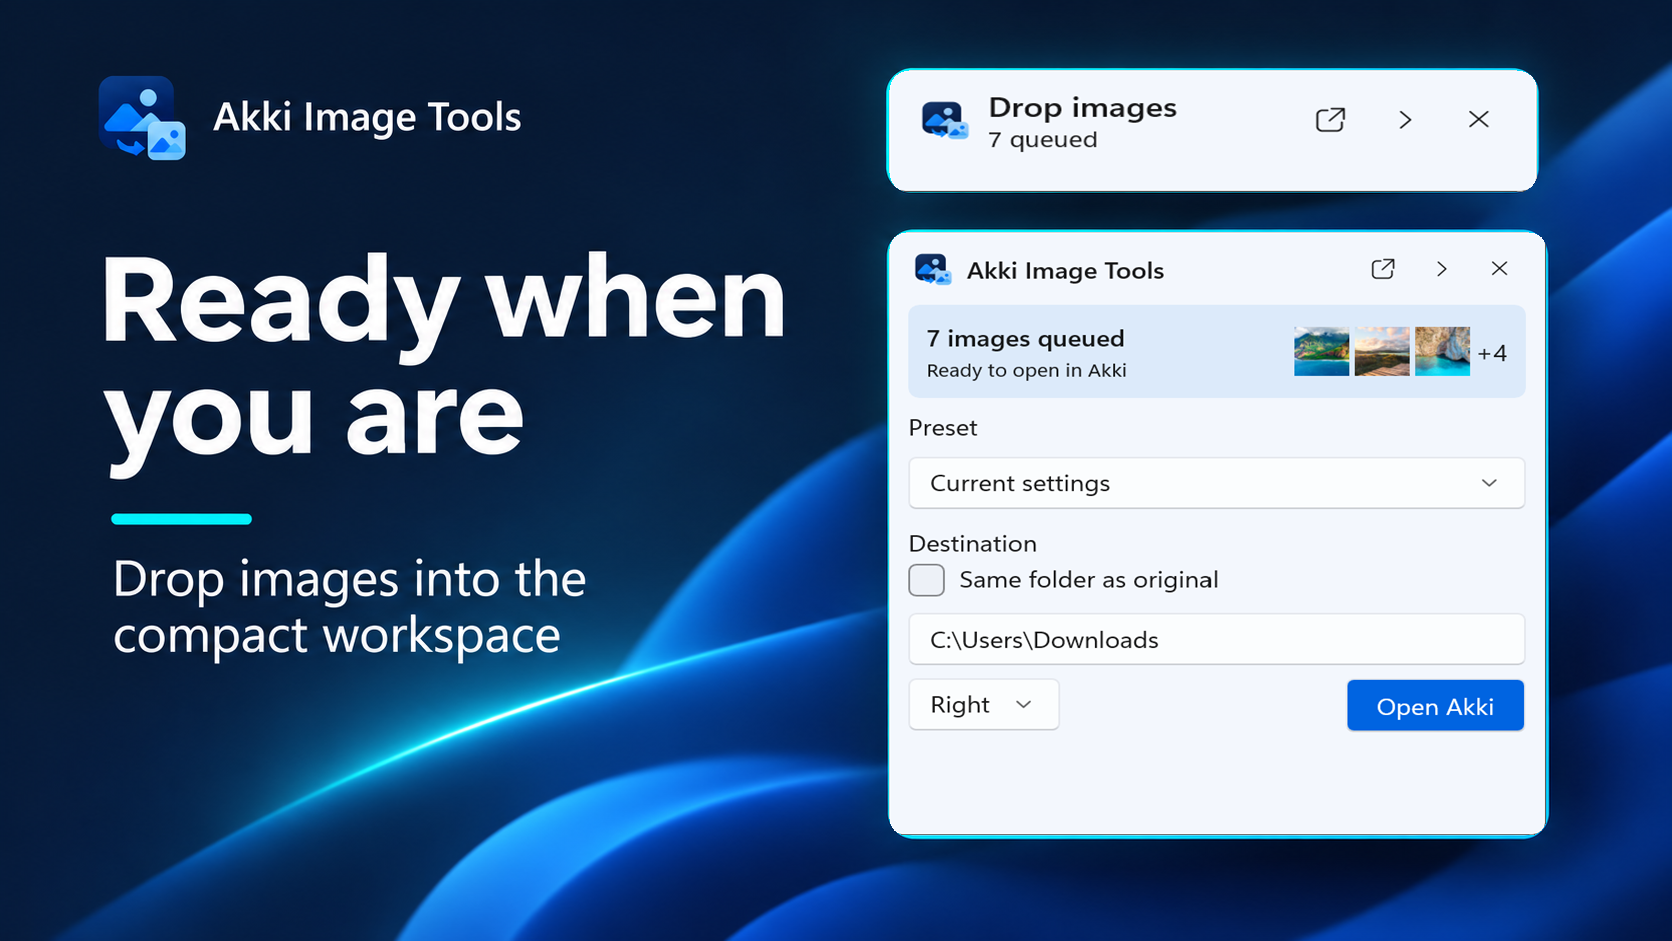 Akki Image Tools
Ready when
you are
Drop images into the
compact workspace
Drop images
7 queued
Akki Image Tools
7 images queued
Ready to open in Akki
+4
Preset
Current settings
Destination
Same folder as original
C:\Users\Downloads
Right
Open Akki